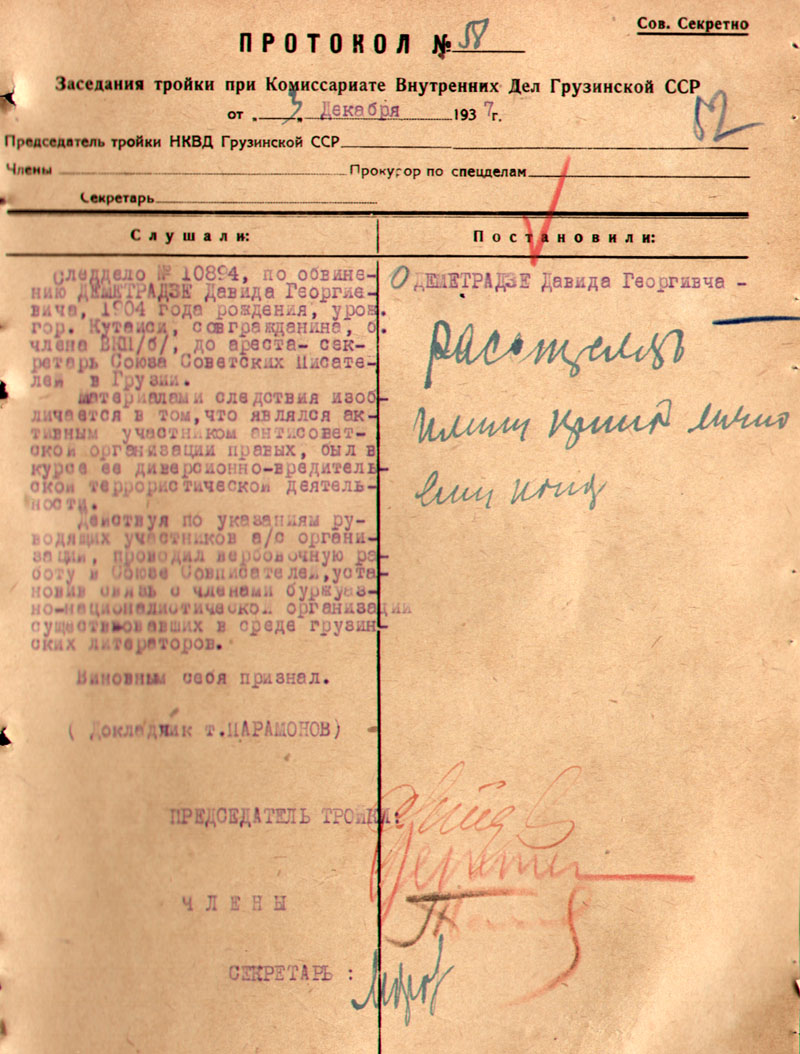 Сов. Секретно
ПРОТОКОЛ № 58
Заседания тройки при Комиссариате Внутренних Дел Грузинской ССР
от 3 Декабря 1937 г.
52
Председатель тройки НКВД Грузинской ССР
Члены Прокурор по спецделам
Секретарь
Слушали:
Постановили:
Следдело № 10894, по обвине-
нию ДЕМЕТРАДЗЕ Давида Георгие-
вича, 1904 года рождения, урож.
гор. Кутаиси, совгражданина, б.
члена ВКП/б/, до ареста- сек-
ретарь Союза Советских Писате-
лей в Грузии.
Материалами следствия изоб-
личается в том,что являлся ак-
тивным участником антисовет-
ской организации правых, был в
курсе ее диверсионно-вредитель-
ской террористической деятель-
ности.
Действуя по указаниям ру-
водящих участников а/с органи-
зации, проводил вербовочную ра-
боту в Союзе Совписателей,уста-
новив связь с членами буржуаз-
но-националистической организации
существовавших в среде грузин-
ских литераторов.
Виновным себя признал.
( Докладчик т.ПАРАМОНОВ)
О ДЕМЕТРАДЗЕ Давида Георгивча -
Расстрелять
лично
ПРЕДСЕДАТЕЛЬ ТРОЙКИ:
ЧЛЕНЫ
СЕКРЕТАРЬ :